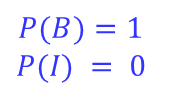 P(B) = 1
P(I) = 0